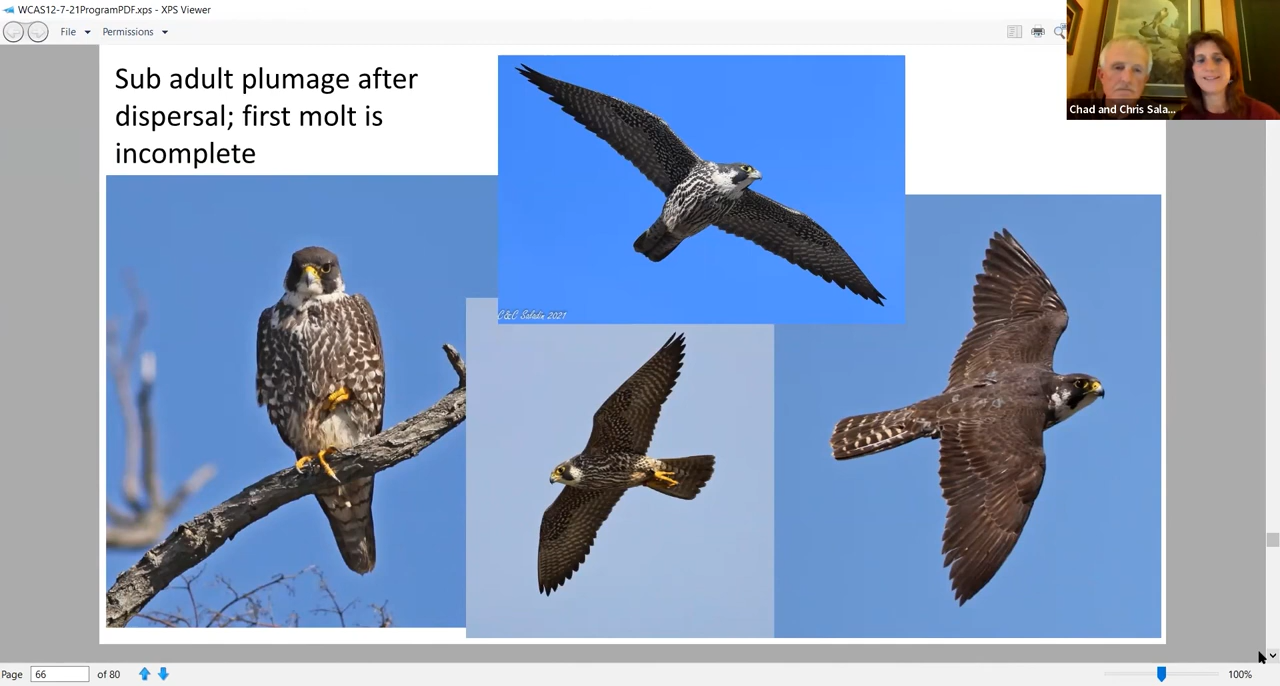 WCAS12-7-21ProgramPDF.xps - XPS Viewer
File Permissions
Chad and Chris Sala...
Sub adult plumage after
dispersal; first molt is
incomplete
C&C Saladin 2021
Page 66 of 80
100%